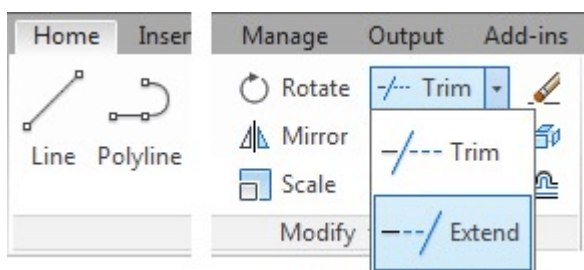 Home Inser Manage Output Add-ins
Rotate Trim
Line Polyline Mirror Trim
Scale
Modify Extend